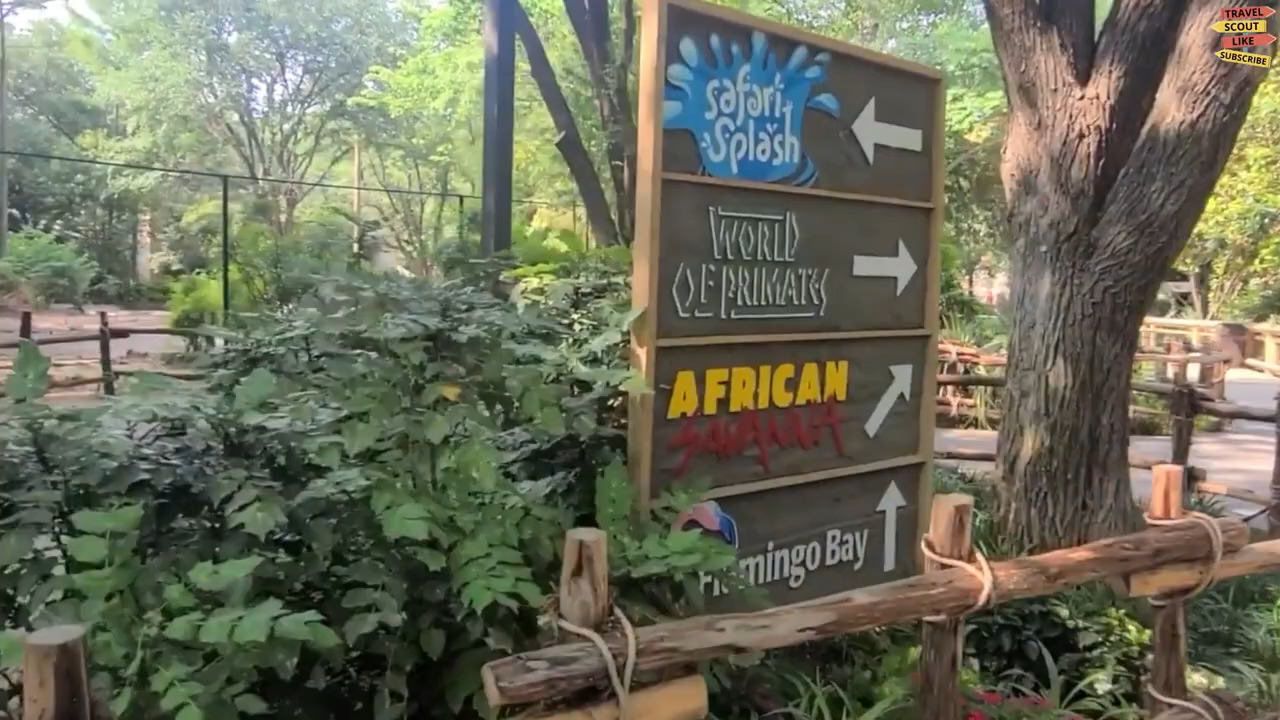 TRAVEL
SCOUT
LIKE
SUBSCRIBE
safari
Splash
WORLD
OF PRIMATES
AFRICAN
SAVANNA
Flamingo Bay